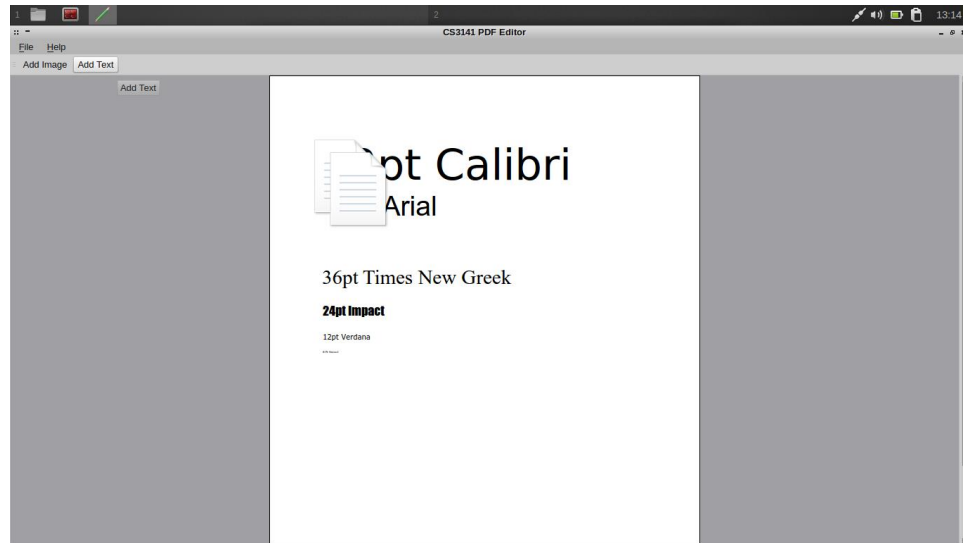 1
2
13:14
CS3141 PDF Editor
File Help
Add Image Add Text
Add Text
pt Calibri
Arial
36pt Times New Greek
24pt Impact
12pt Verdana